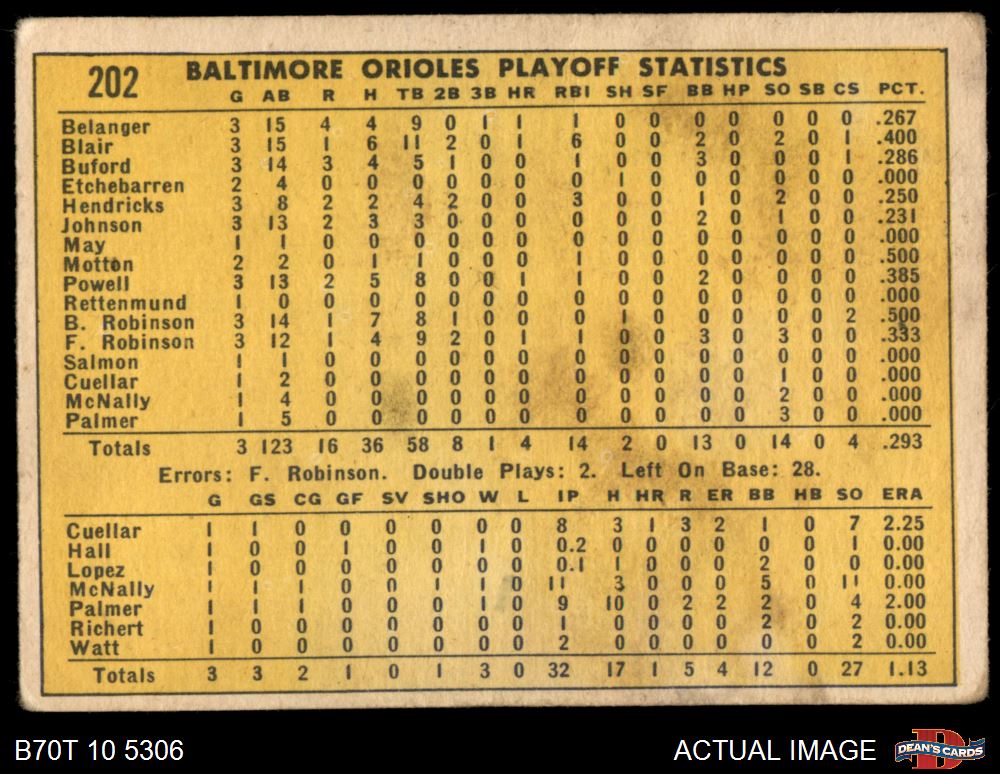 202 BALTIMORE ORIOLES PLAYOFF STATISTICS
G AB R H TB 2B 3B HR RBI SH SF BB HP SO SB CS PCT.
Belanger 3 15 4 4 9 0 1 1 1 0 0 0 0 0 0 0 .267
Blair 3 15 1 6 11 2 0 1 6 0 0 2 0 2 0 1 .400
Buford 3 14 3 4 5 1 0 0 1 0 0 3 0 0 0 1 .286
Etchebarren 2 4 0 0 0 0 0 0 0 1 0 0 0 0 0 0 .000
Hendricks 3 8 2 2 4 2 0 0 3 0 0 1 0 2 0 0 .250
Johnson 3 13 2 3 3 0 0 0 0 0 0 2 0 1 0 0 .231
May 1 1 0 0 0 0 0 0 0 0 0 0 0 0 0 0 .000
Motton 2 2 0 1 1 0 0 0 1 0 0 0 0 0 0 0 .500
Powell 3 13 2 5 8 0 0 1 1 0 0 2 0 0 0 0 .385
Rettenmund 1 0 0 0 0 0 0 0 0 0 0 0 0 0 0 0 .000
B. Robinson 3 14 1 7 8 1 0 0 0 1 0 0 0 0 0 2 .500
F. Robinson 3 12 1 4 9 2 0 1 1 0 0 3 0 3 0 0 .333
Salmon 1 1 0 0 0 0 0 0 0 0 0 0 0 0 0 0 .000
Cuellar 1 2 0 0 0 0 0 0 0 0 0 0 0 1 0 0 .000
McNally 1 4 0 0 0 0 0 0 0 0 0 0 0 2 0 0 .000
Palmer 1 5 0 0 0 0 0 0 0 0 0 0 0 3 0 0 .000
Totals 3 123 16 36 58 8 1 4 14 2 0 13 0 14 0 4 .293
Errors: F. Robinson. Double Plays: 2. Left On Base: 28.
G GS CG GF SV SHO W L IP H HR R ER BB HB SO ERA
Cuellar 1 1 0 0 0 0 0 0 8 3 1 3 2 1 0 7 2.25
Hall 1 0 0 1 0 0 1 0 0.2 0 0 0 0 0 0 1 0.00
Lopez 1 0 0 0 0 0 0 0 0.1 1 0 0 0 2 0 0 0.00
McNally 1 1 1 0 0 1 1 0 11 3 0 0 0 5 0 11 0.00
Palmer 1 1 1 0 0 0 1 0 9 10 0 2 2 2 0 4 2.00
Richert 1 0 0 0 0 0 0 0 1 0 0 0 0 2 0 2 0.00
Watt 1 0 0 0 0 0 0 0 2 0 0 0 0 0 0 2 0.00
Totals 3 3 2 1 0 1 3 0 32 17 1 5 4 12 0 27 1.13
B70T 10 5306 ACTUAL IMAGE DEAN'S CARDS